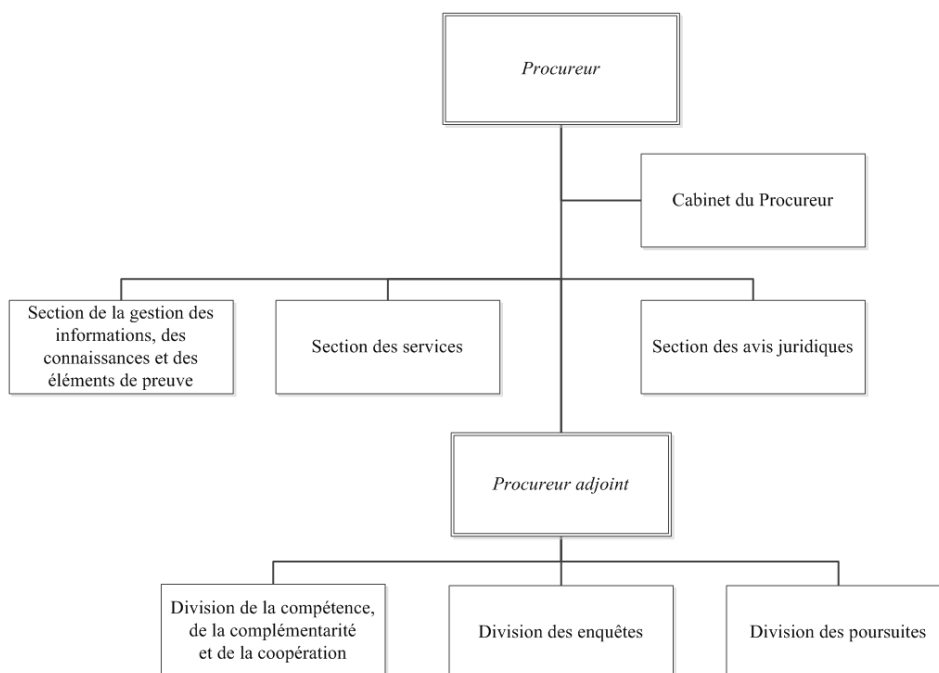 Procureur
Cabinet du Procureur
Section de la gestion des
informations, des
connaissances et des
éléments de preuve
Section des services
Section des avis juridiques
Procureur adjoint
Division de la compétence,
de la complémentarité
et de la coopération
Division des enquêtes
Division des poursuites